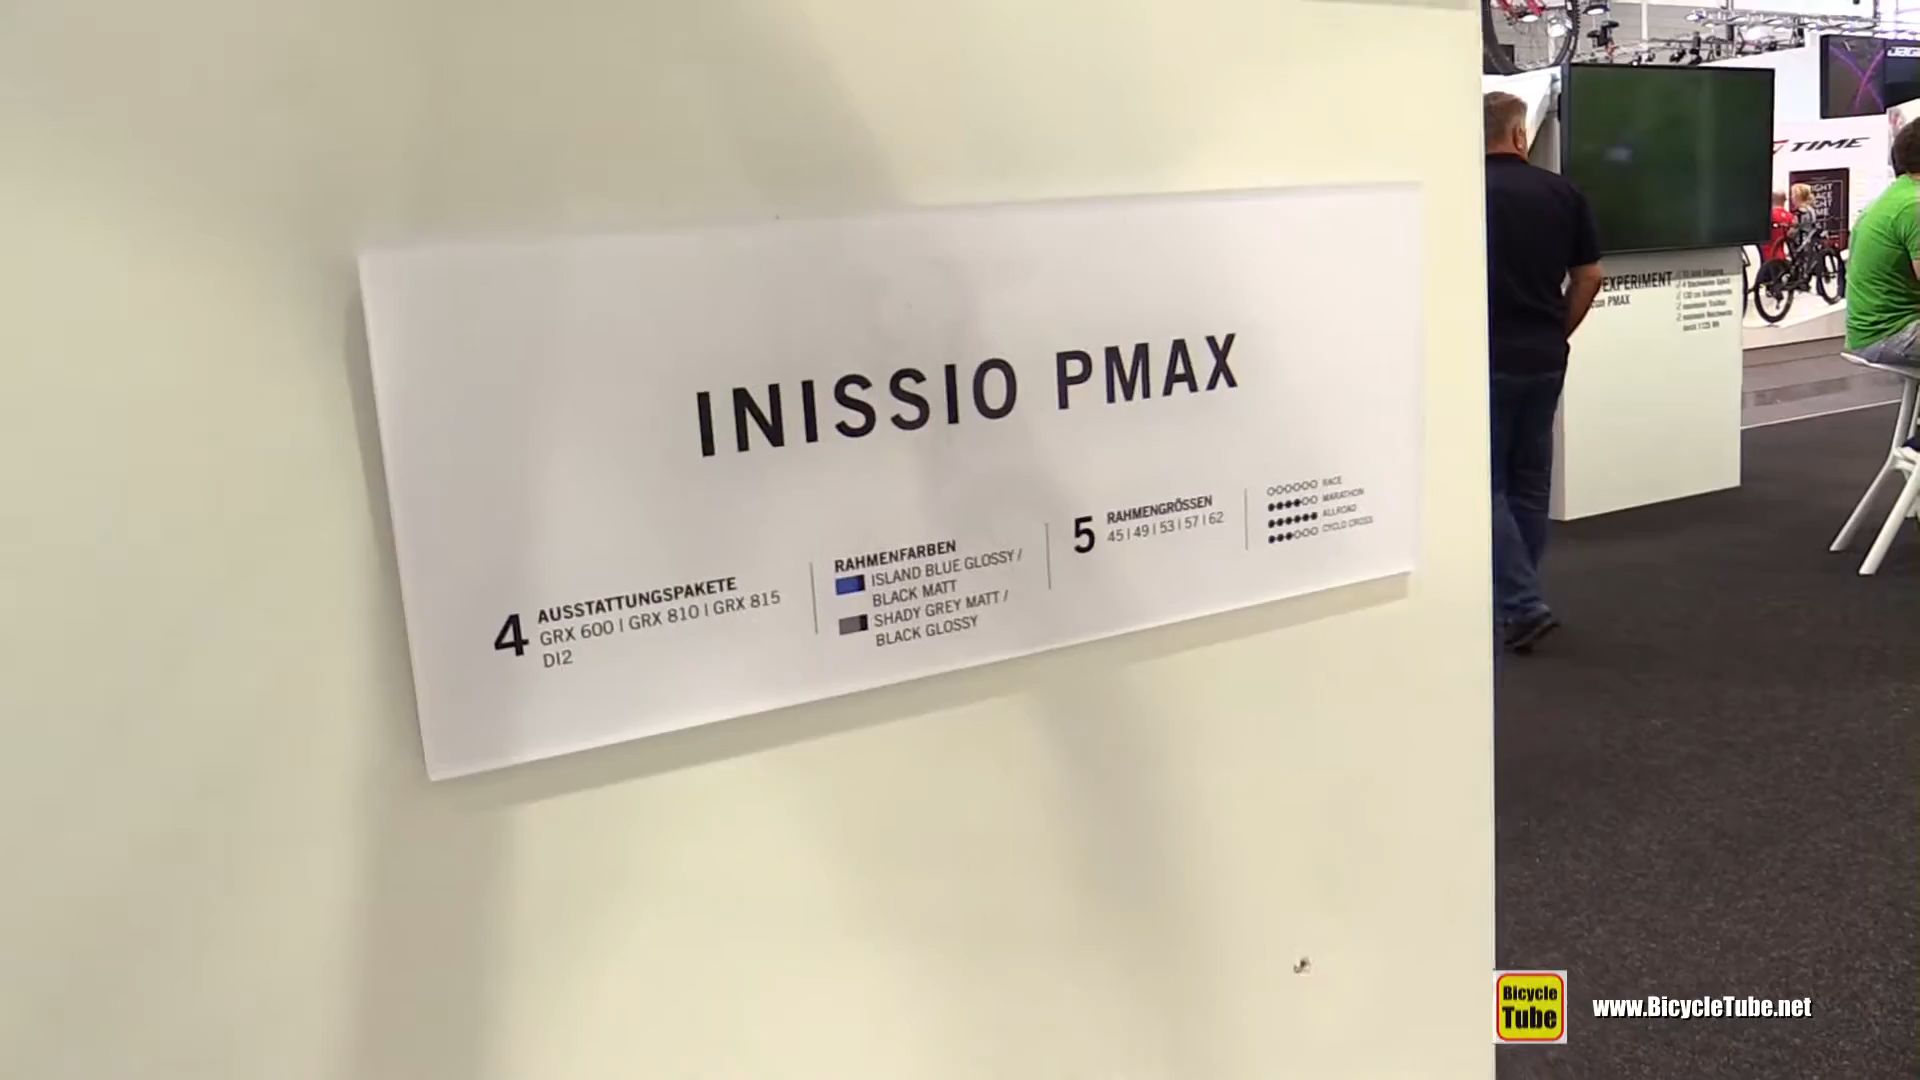 INISSIO PMAX
4 AUSSTATTUNGSPAKETE
GRX 600 | GRX 810 | GRX 815
DI2
RAHMENFARBEN
ISLAND BLUE GLOSSY /
BLACK MATT
SHADY GREY MATT /
BLACK GLOSSY
5 RAHMENGRÖSSEN
45 | 49 | 53 | 57 | 62
RACE
MARATHON
ALLROAD
CYCLO CROSS
TIME
EXPERIMENT
PMAX
Bicycle
Tube
www.BicycleTube.net